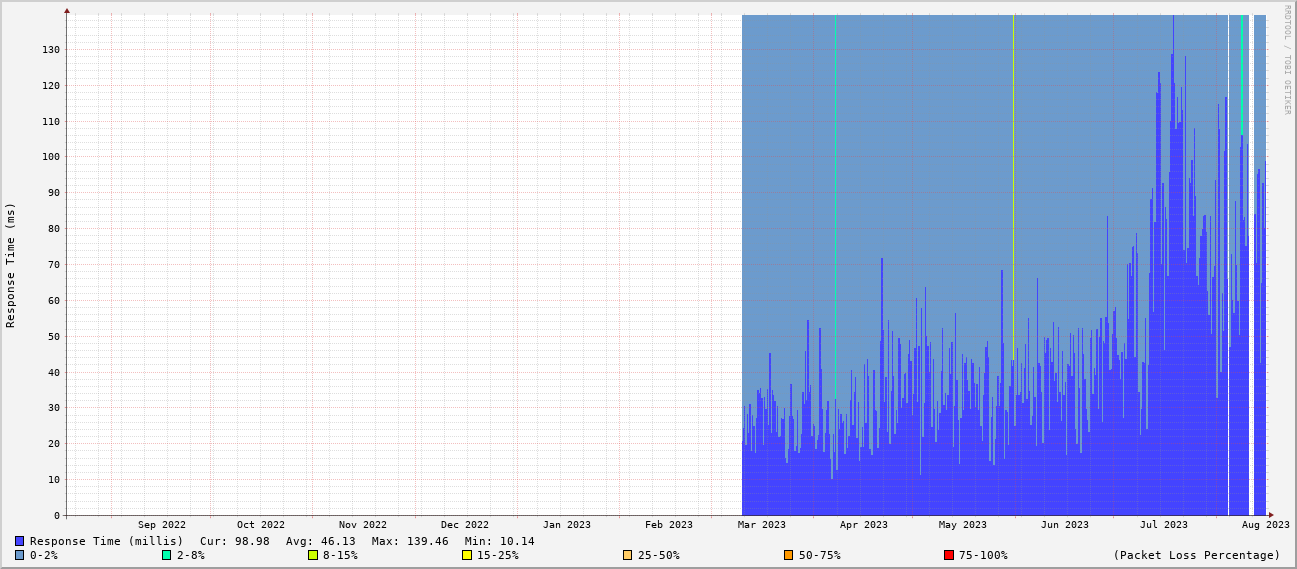 RRDTOOL / TOBI OETIKER
Response Time (ms)
130
120
110
100
90
80
70
60
50
40
30
20
10
0
Sep 2022 Oct 2022 Nov 2022 Dec 2022 Jan 2023 Feb 2023 Mar 2023 Apr 2023 May 2023 Jun 2023 Jul 2023 Aug 2023
Response Time (millis) Cur: 98.98 Avg: 46.13 Max: 139.46 Min: 10.14
0-2% 2-8% 8-15% 15-25% 25-50% 50-75% 75-100% (Packet Loss Percentage)